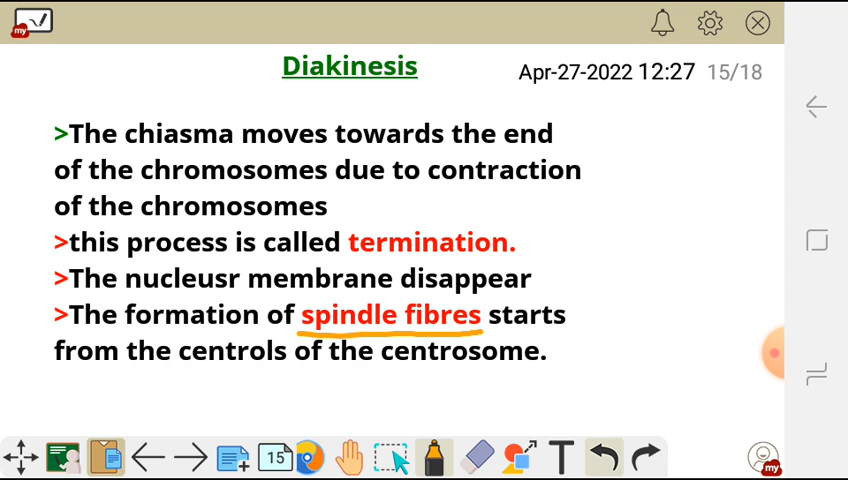 my
Diakinesis
Apr-27-2022 12:27 15/18
>The chiasma moves towards the end
of the chromosomes due to contraction
of the chromosomes
>this process is called termination.
>The nucleusr membrane disappear
>The formation of spindle fibres starts
from the centrols of the centrosome.
15
T
my